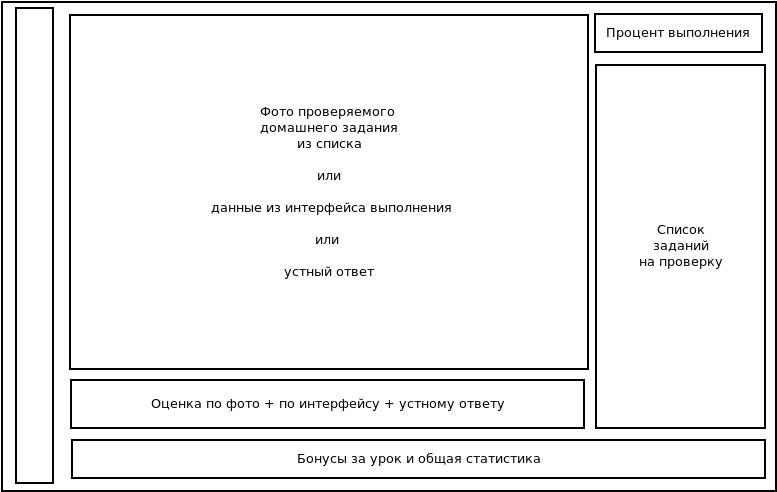 Процент выполнения
Фото проверяемого
домашнего задания
из списка
или
данные из интерфейса выполнения
или
устный ответ
Список
заданий
на проверку
Оценка по фото + по интерфейсу + устному ответу
Бонусы за урок и общая статистика